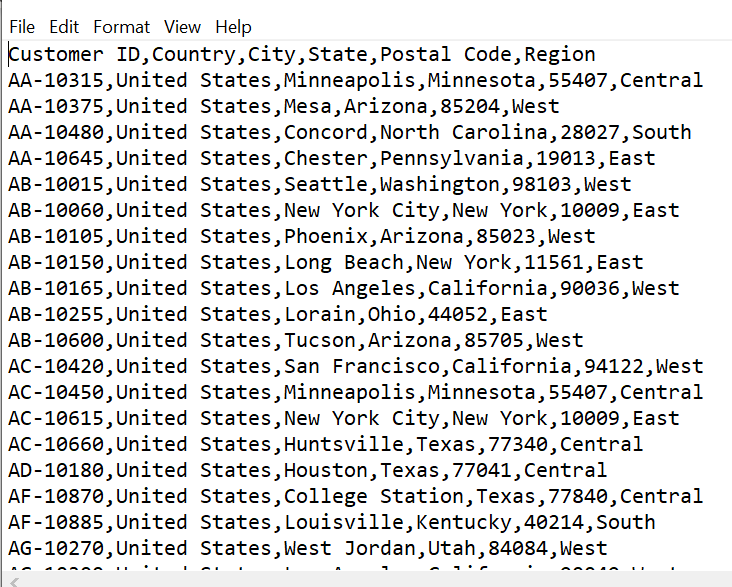 File Edit Format View Help
Customer ID,Country,City,State,Postal Code,Region
AA-10315,United States,Minneapolis,Minnesota,55407,Central
AA-10375,United States,Mesa,Arizona,85204,West
AA-10480,United States,Concord,North Carolina,28027,South
AA-10645,United States,Chester,Pennsylvania,19013,East
AB-10015,United States,Seattle,Washington,98103,West
AB-10060,United States,New York City,New York,10009,East
AB-10105,United States,Phoenix,Arizona,85023,West
AB-10150,United States,Long Beach,New York,11561,East
AB-10165,United States,Los Angeles,California,90036,West
AB-10255,United States,Lorain,Ohio,44052,East
AB-10600,United States,Tucson,Arizona,85705,West
AC-10420,United States,San Francisco,California,94122,West
AC-10450,United States,Minneapolis,Minnesota,55407,Central
AC-10615,United States,New York City,New York,10009,East
AC-10660,United States,Huntsville,Texas,77340,Central
AD-10180,United States,Houston,Texas,77041,Central
AF-10870,United States,College Station,Texas,77840,Central
AF-10885,United States,Louisville,Kentucky,40214,South
AG-10270,United States,West Jordan,Utah,84084,West